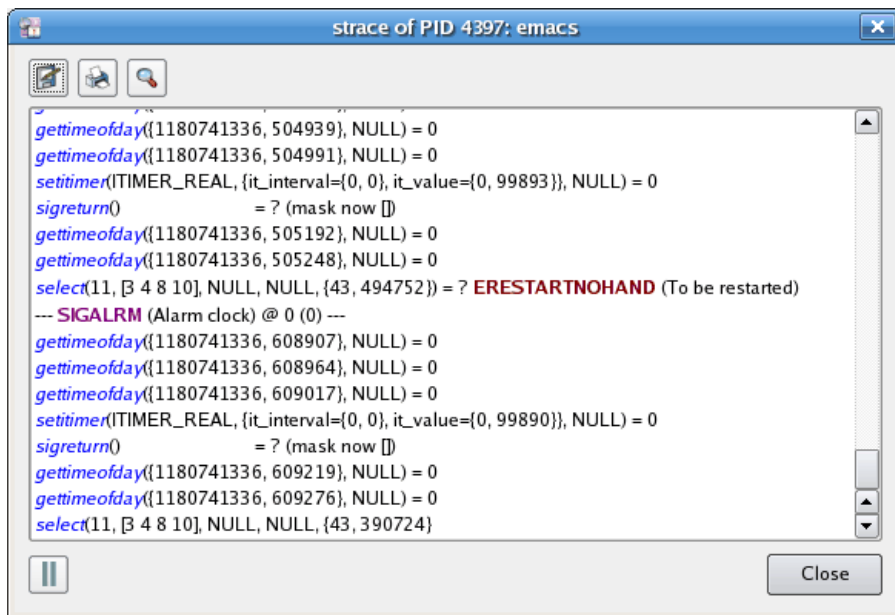 strace of PID 4397: emacs
gettimeofday({1180741336, 504939}, NULL) = 0
gettimeofday({1180741336, 504991}, NULL) = 0
setitimer(ITIMER_REAL, {it_interval={0, 0}, it_value={0, 99893}}, NULL) = 0
sigreturn() = ? (mask now [])
gettimeofday({1180741336, 505192}, NULL) = 0
gettimeofday({1180741336, 505248}, NULL) = 0
select(11, [3 4 8 10], NULL, NULL, {43, 494752}) = ? ERESTARTNOHAND (To be restarted)
--- SIGALRM (Alarm clock) @ 0 (0) ---
gettimeofday({1180741336, 608907}, NULL) = 0
gettimeofday({1180741336, 608964}, NULL) = 0
gettimeofday({1180741336, 609017}, NULL) = 0
setitimer(ITIMER_REAL, {it_interval={0, 0}, it_value={0, 99890}}, NULL) = 0
sigreturn() = ? (mask now [])
gettimeofday({1180741336, 609219}, NULL) = 0
gettimeofday({1180741336, 609276}, NULL) = 0
select(11, [3 4 8 10], NULL, NULL, {43, 390724}
Close